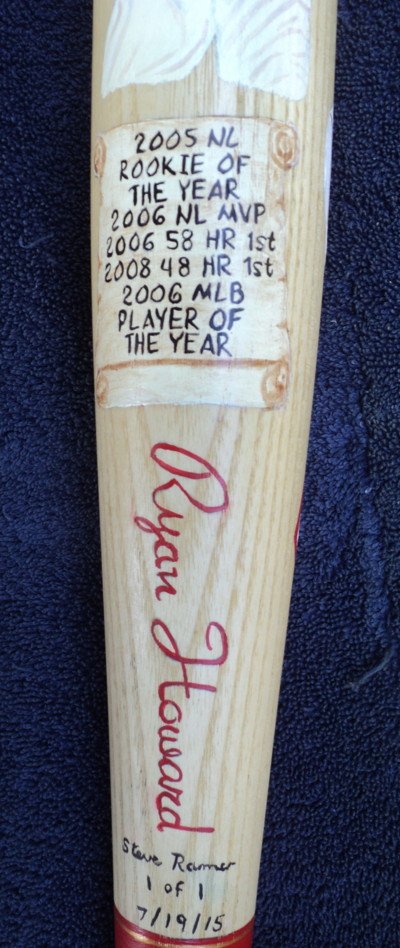 2005 NL
ROOKIE OF
THE YEAR
2006 NL MVP
2006 58 HR 1st
2008 48 HR 1st
2006 MLB
PLAYER OF
THE YEAR
Ryan Howard
Steve Ramer
1 of 1
7/19/15